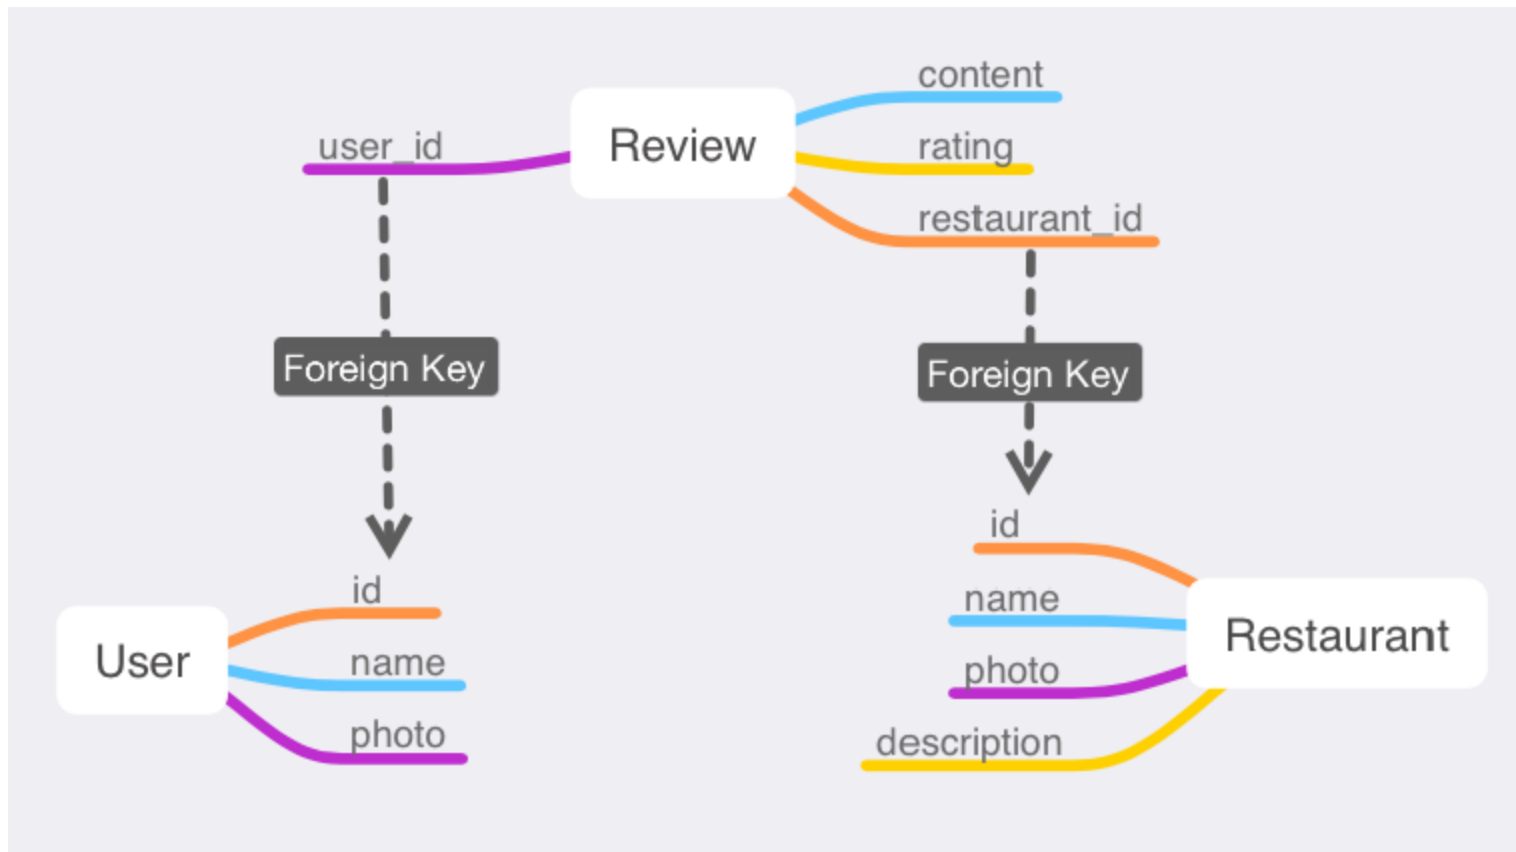 content
user_id
Review
rating
restaurant_id
Foreign Key
Foreign Key
id
id
name
User
name
Restaurant
photo
photo
description